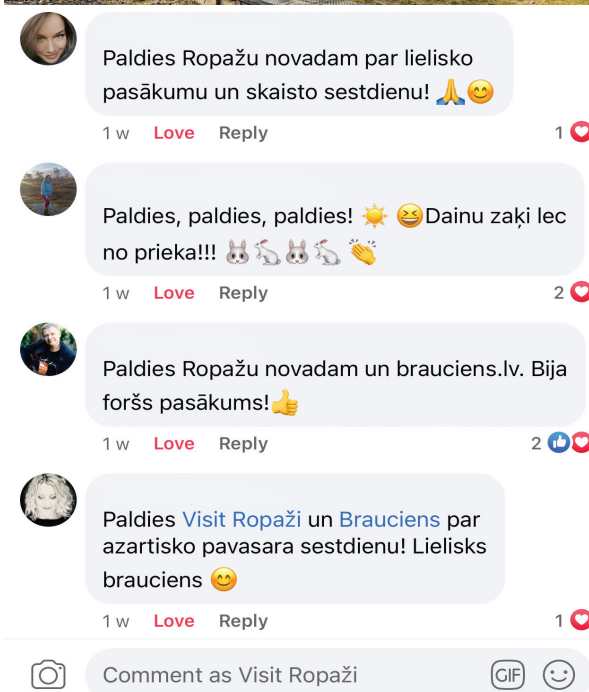 Paldies Ropažu novadam par lielisko
pasākumu un skaisto sestdienu! 🙏😊
1 w Love Reply 1
Paldies, paldies, paldies! ☀️ 😆Dainu zaķi lec
no prieka!!! 🐰🐇🐰🐇 👏
1 w Love Reply 2
Paldies Ropažu novadam un brauciens.lv. Bija
foršs pasākums!👍
1 w Love Reply 2
Paldies Visit Ropaži un Brauciens par
azartisko pavasara sestdienu! Lielisks
brauciens 😊
1 w Love Reply 1
Comment as Visit Ropaži GIF